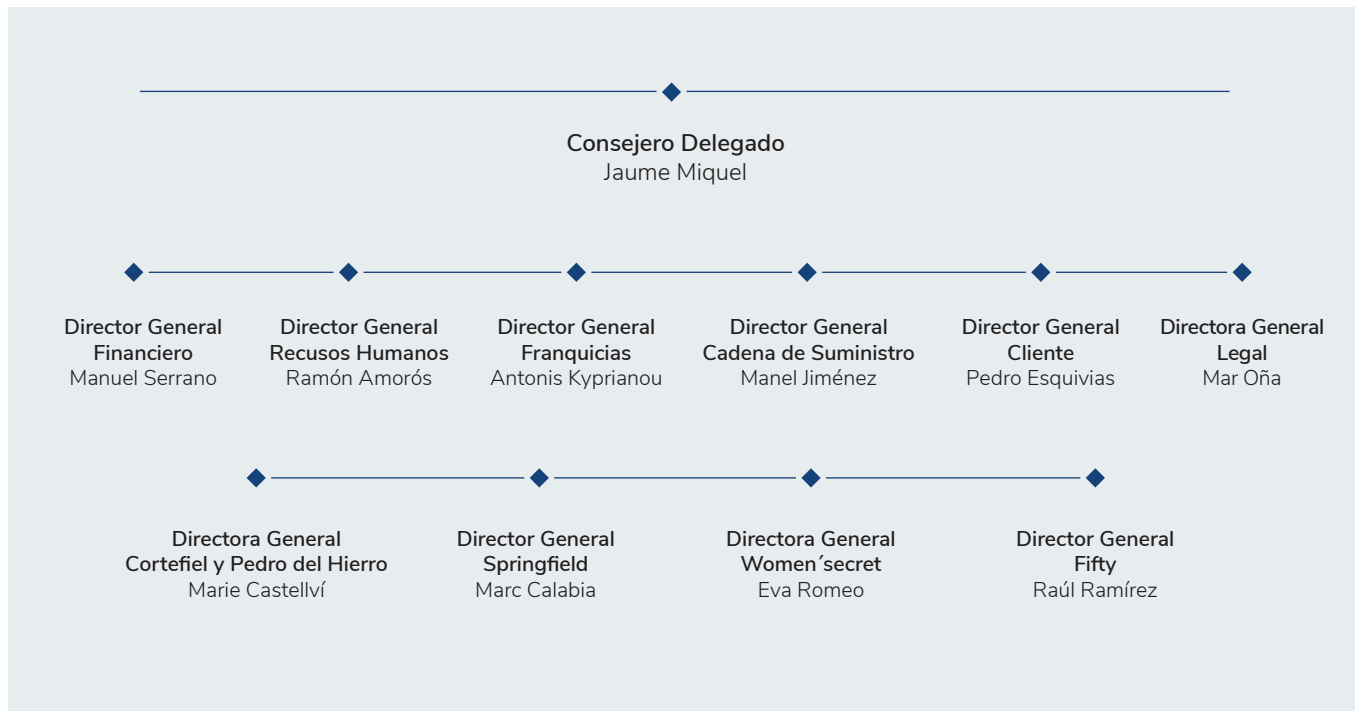 Consejero Delegado
Jaume Miquel
Director General
Financiero
Manuel Serrano
Director General
Recusos Humanos
Ramón Amorós
Director General
Franquicias
Antonis Kyprianou
Director General
Cadena de Suministro
Manel Jiménez
Director General
Cliente
Pedro Esquivias
Directora General
Legal
Mar Oña
Directora General
Cortefiel y Pedro del Hierro
Marie Castellví
Director General
Springfield
Marc Calabia
Directora General
Women´secret
Eva Romeo
Director General
Fifty
Raúl Ramírez